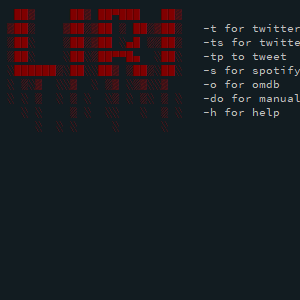 -t for twitter
-ts for twitte
-tp to tweet
-s for spotify
-o for omdb
-do for manual
-h for help